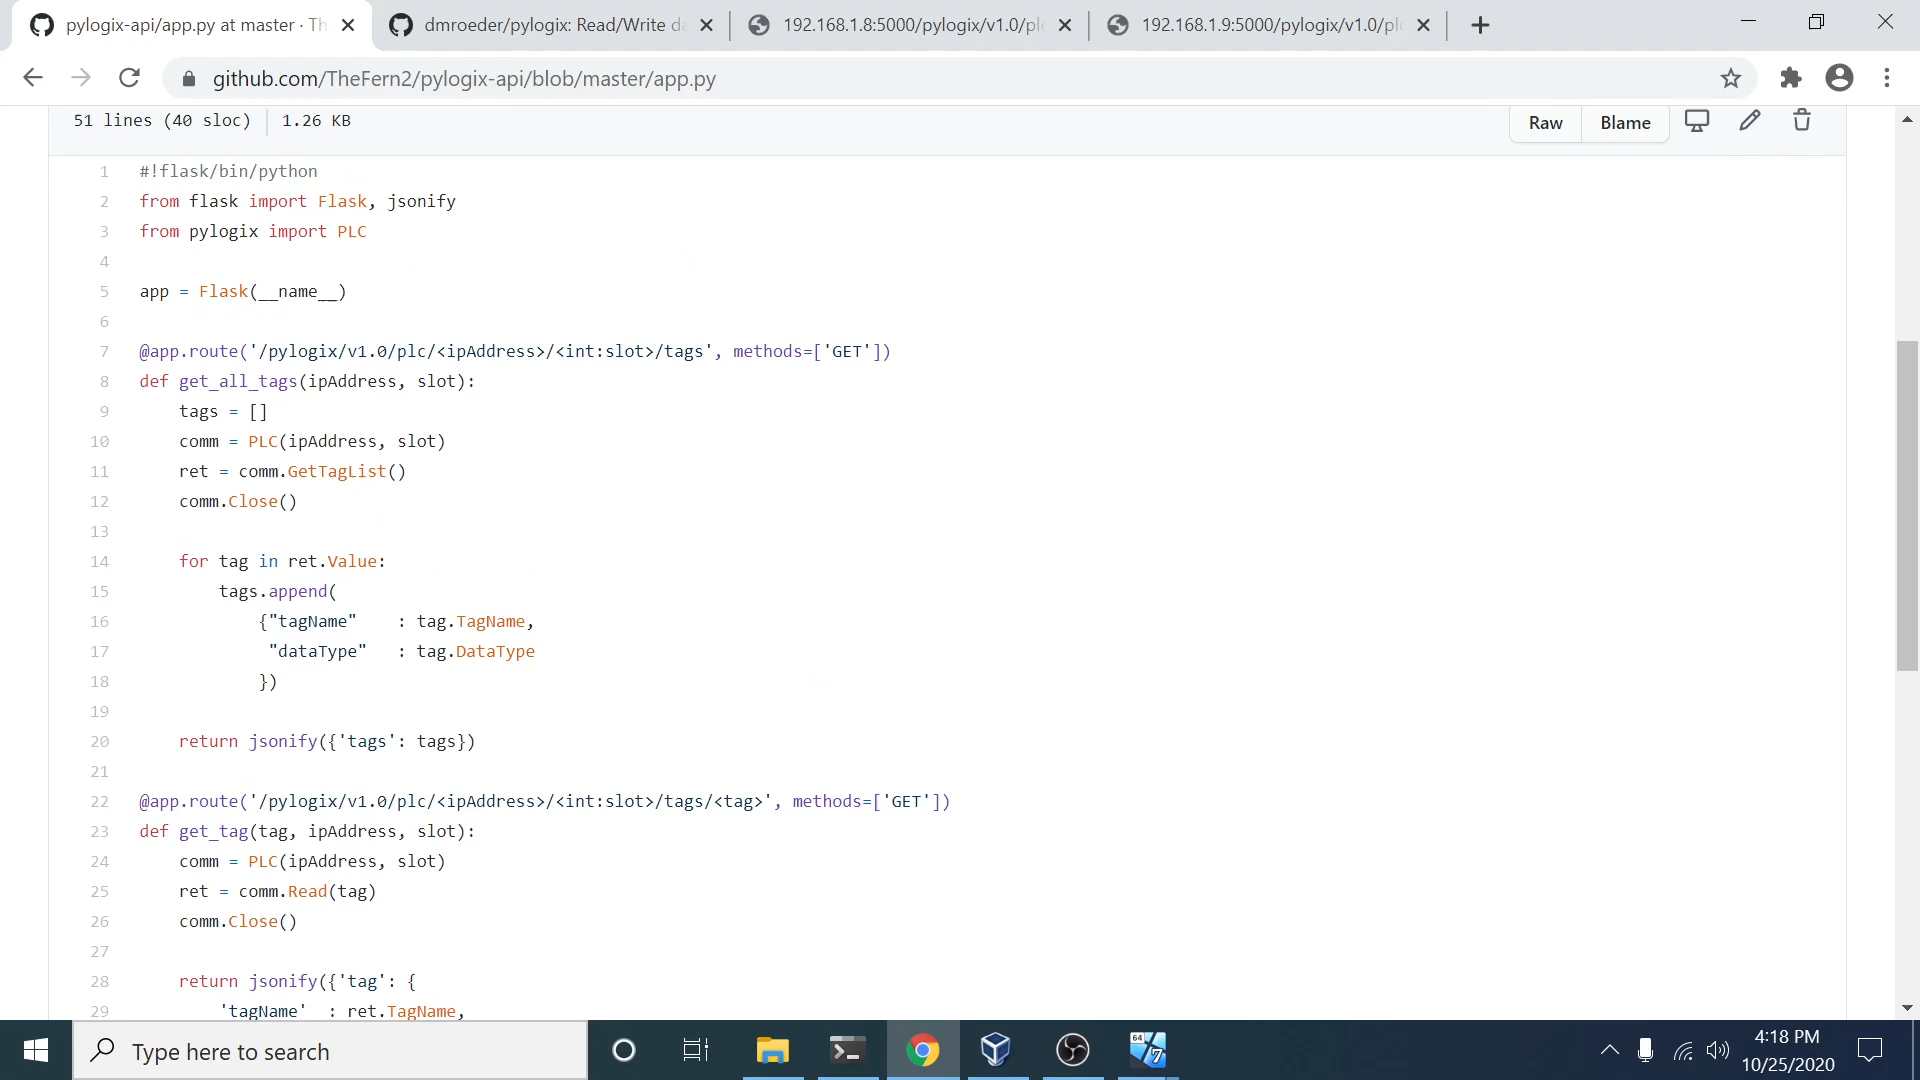 pylogix-api/app.py at master · Th
dmroeder/pylogix: Read/Write da
192.168.1.8:5000/pylogix/v1.0/plc
192.168.1.9:5000/pylogix/v1.0/plc
github.com/TheFern2/pylogix-api/blob/master/app.py
51 lines (40 sloc) 1.26 KB
Raw
Blame
1 #!flask/bin/python
2 from flask import Flask, jsonify
3 from pylogix import PLC
4
5 app = Flask(__name__)
6
7 @app.route('/pylogix/v1.0/plc/<ipAddress>/<int:slot>/tags', methods=['GET'])
8 def get_all_tags(ipAddress, slot):
9 tags = []
10 comm = PLC(ipAddress, slot)
11 ret = comm.GetTagList()
12 comm.Close()
13
14 for tag in ret.Value:
15 tags.append(
16 {"tagName" : tag.TagName,
17 "dataType" : tag.DataType
18 })
19
20 return jsonify({'tags': tags})
21
22 @app.route('/pylogix/v1.0/plc/<ipAddress>/<int:slot>/tags/<tag>', methods=['GET'])
23 def get_tag(tag, ipAddress, slot):
24 comm = PLC(ipAddress, slot)
25 ret = comm.Read(tag)
26 comm.Close()
27
28 return jsonify({'tag': {
29 'tagName' : ret.TagName,
Type here to search
64
7
4:18 PM
10/25/2020